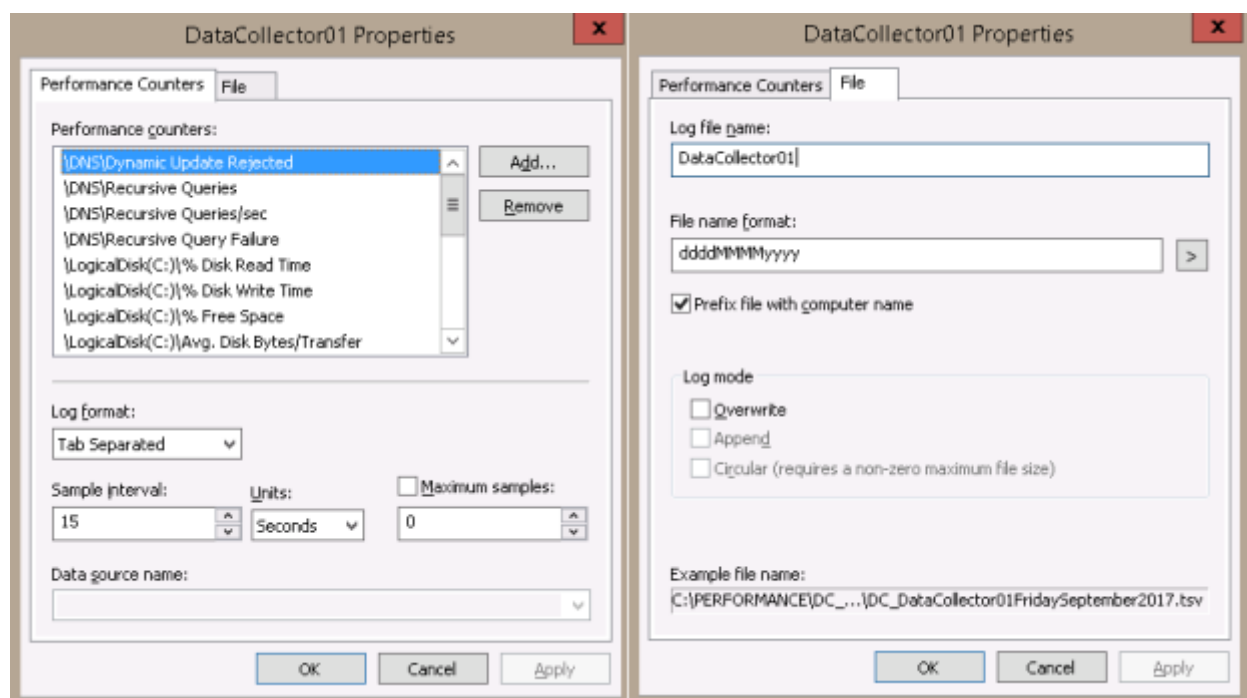 DataCollector01 Properties
x
Performance Counters File
Performance counters:
\DNS\Dynamic Update Rejected
\DNS\Recursive Queries
\DNS\Recursive Queries/sec
\DNS\Recursive Query Failure
\LogicalDisk(C:)\% Disk Read Time
\LogicalDisk(C:)\% Disk Write Time
\LogicalDisk(C:)\% Free Space
\LogicalDisk(C:)\Avg. Disk Bytes/Transfer
Add...
Remove
Log format:
Tab Separated
Sample interval:
15
Units:
Seconds
Maximum samples:
0
Data source name:
OK Cancel Apply
DataCollector01 Properties
x
Performance Counters File
Log file name:
DataCollector01
File name format:
ddddMMMMyyyy
>
Prefix file with computer name
Log mode
Overwrite
Append
Circular (requires a non-zero maximum file size)
Example file name:
C:\PERFORMANCE\DC_...\DC_DataCollector01FridaySeptember2017.tsv
OK Cancel Apply